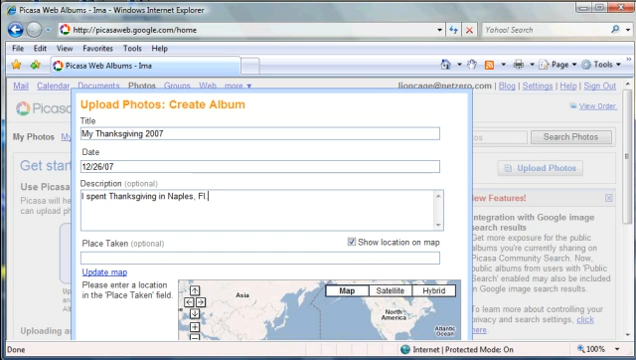 Picasa Web Albums - Ima - Windows Internet Explorer
http://picasaweb.google.com/home
Yahoo! Search
File Edit View Favorites Tools Help
Picasa Web Albums - Ima
Page Tools
Mail Calendar Documents Photos Groups Web more
lioncage@netzero.com | Blog | Settings | Help | Sign Out
Upload Photos: Create Album
Picas
View Order
Title
My Thanksgiving 2007
My Photos
Search Photos
Date
12/26/07
Get star
Upload Photos
Description (optional)
Use Picas
I spent Thanksgiving in Naples, Fl.
New Features!
Picasa will he
can upload ph
Integration with Google image
search results
Get more exposure for the public
albums you're currently sharing on
Picasa Community Search. Now,
public albums from users with 'Public
Search' enabled may also be included
on Google image search results.
Place Taken (optional)
Show location on map
Update map
Please enter a location
in the 'Place Taken' field.
Map Satellite Hybrid
Asia
North
America
Atlantic
Ocean
To learn more about controlling your
privacy and search settings, click
here.
Uploading a
Done
Internet | Protected Mode: On
100%